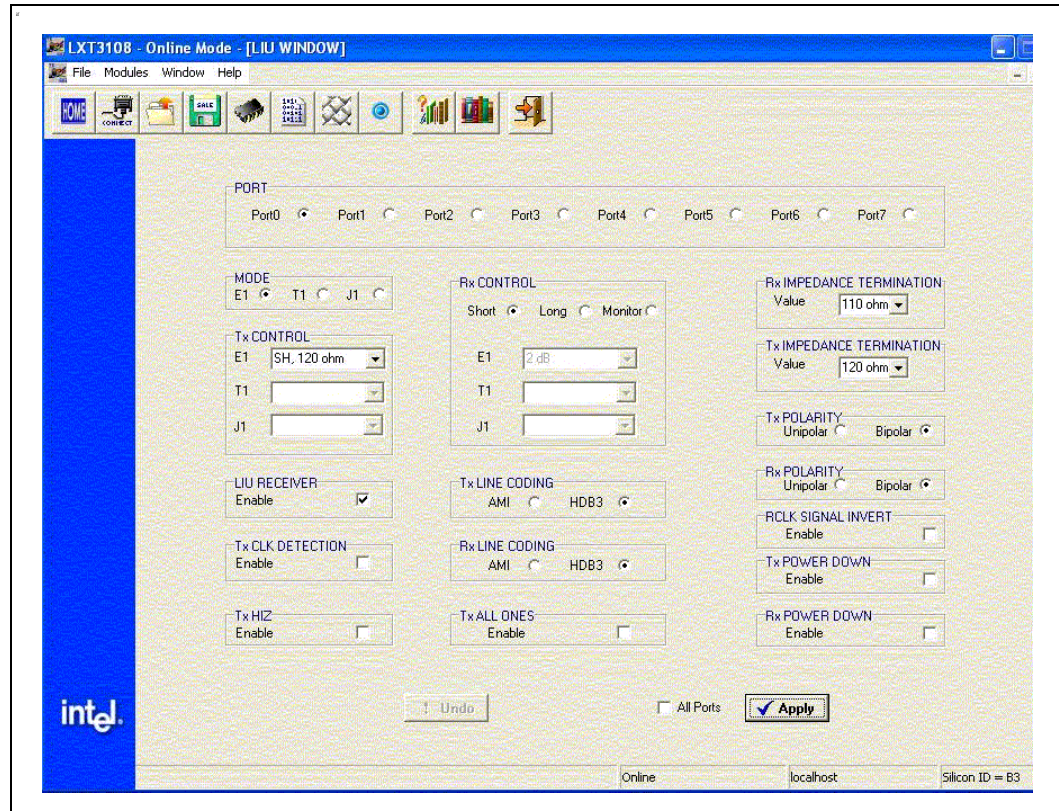 LXT3108 - Online Mode - [LIU WINDOW]
File Modules Window Help
HOME
CONNECT
SALE
PORT
Port0 Port1 Port2 Port3 Port4 Port5 Port6 Port7
MODE
E1 T1 J1
Tx CONTROL
E1 SH, 120 ohm
T1
J1
Rx CONTROL
Short Long Monitor
E1 2 dB
T1
J1
Rx IMPEDANCE TERMINATION
Value 110 ohm
Tx IMPEDANCE TERMINATION
Value 120 ohm
Tx POLARITY
Unipolar Bipolar
Rx POLARITY
Unipolar Bipolar
LIU RECEIVER
Enable
Tx LINE CODING
AMI HDB3
RCLK SIGNAL INVERT
Enable
Tx CLK DETECTION
Enable
Rx LINE CODING
AMI HDB3
Tx POWER DOWN
Enable
Tx HIZ
Enable
Tx ALL ONES
Enable
Rx POWER DOWN
Enable
intel.
! Undo
All Ports
Apply
Online localhost Silicon ID = B3